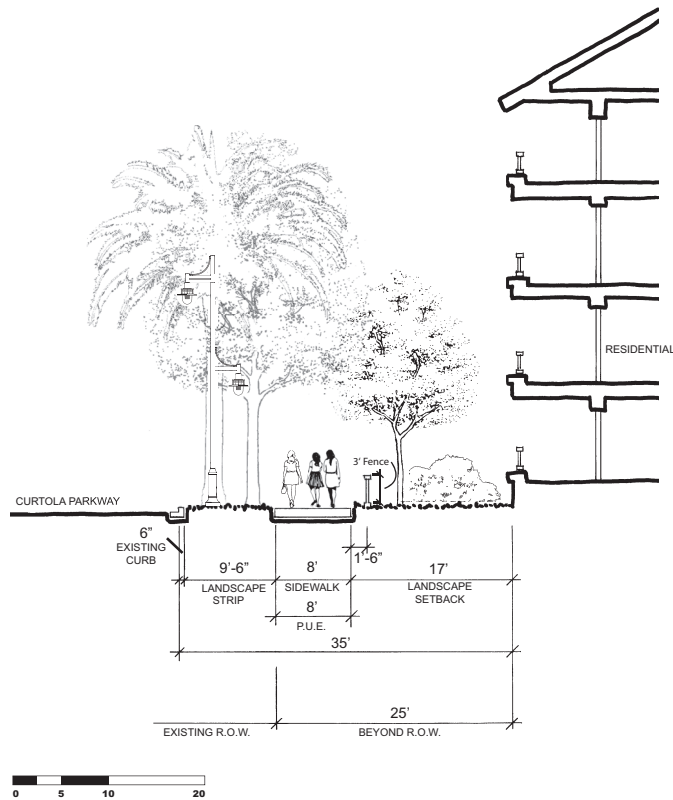 RESIDENTIAL
3' Fence
CURTOLA PARKWAY
6”
EXISTING
CURB
1’-6”
9’-6”
8’
17’
LANDSCAPE
STRIP
SIDEWALK
LANDSCAPE
SETBACK
8’
P.U.E.
35’
25’
EXISTING R.O.W.
BEYOND R.O.W.
0 5 10 20